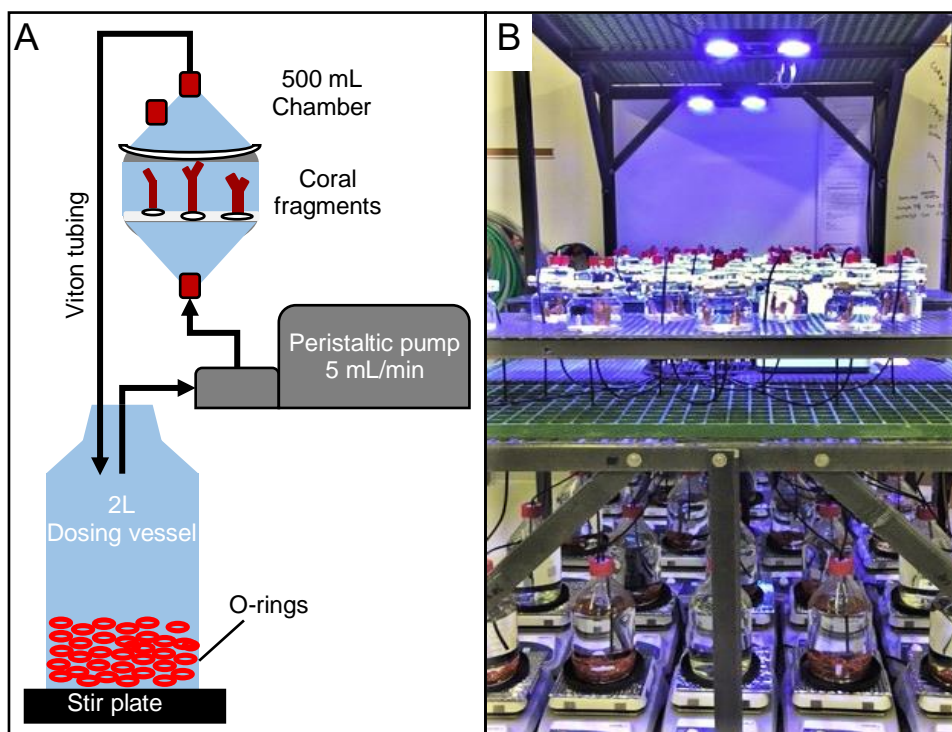 A
500 mL
Chamber
Coral
fragments
Viton tubing
Peristaltic pump
5 mL/min
2L
Dosing vessel
O-rings
Stir plate
B